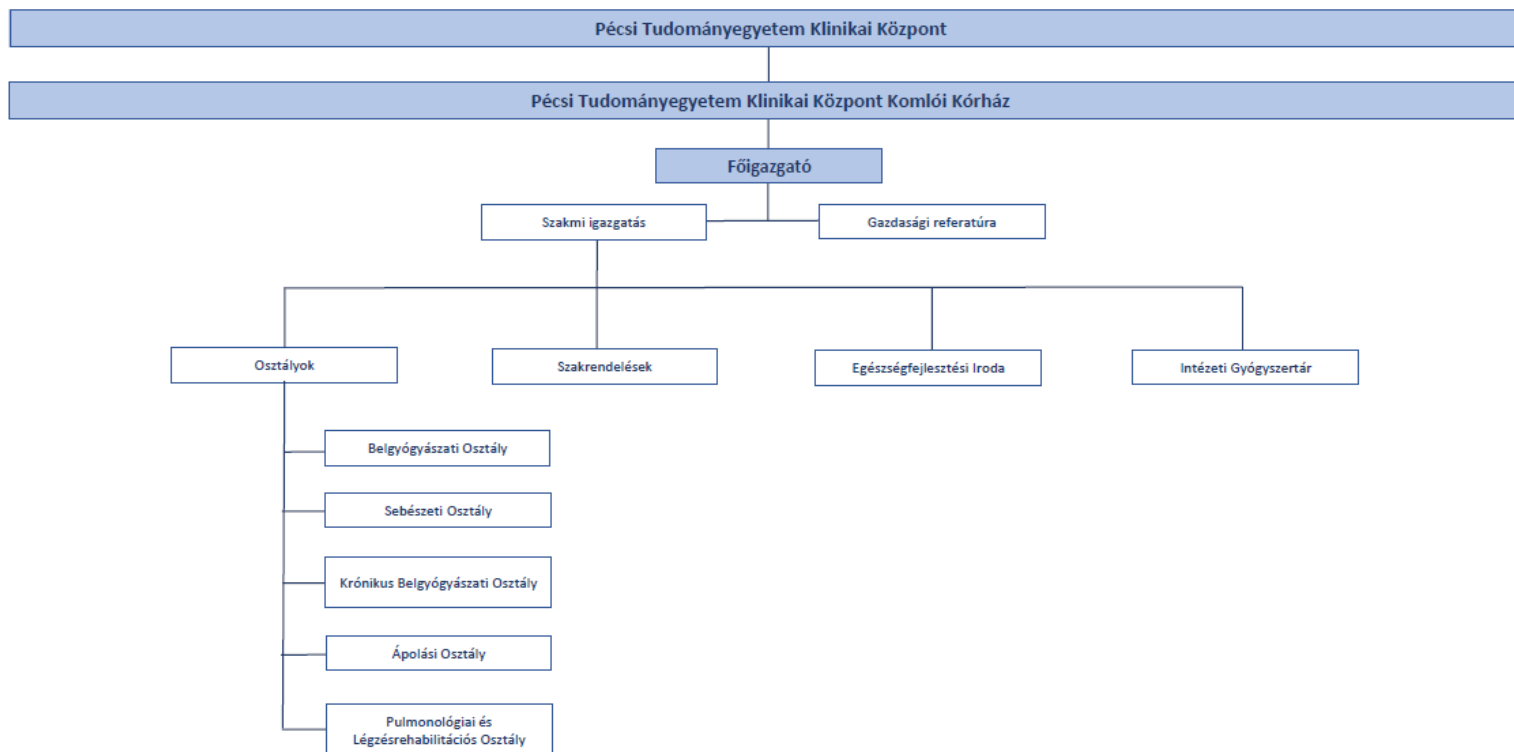 Pécsi Tudományegyetem Klinikai Központ
Pécsi Tudományegyetem Klinikai Központ Komlói Kórház
Főigazgató
Szakmi igazgatás
Gazdasági referatúra
Osztályok
Szakrendelések
Egészségfejlesztési Iroda
Intézeti Gyógyszertár
Belgyógyászati Osztály
Sebészeti Osztály
Krónikus Belgyógyászati Osztály
Ápolási Osztály
Pulmonológiai és
Légzésrehabilitációs Osztály